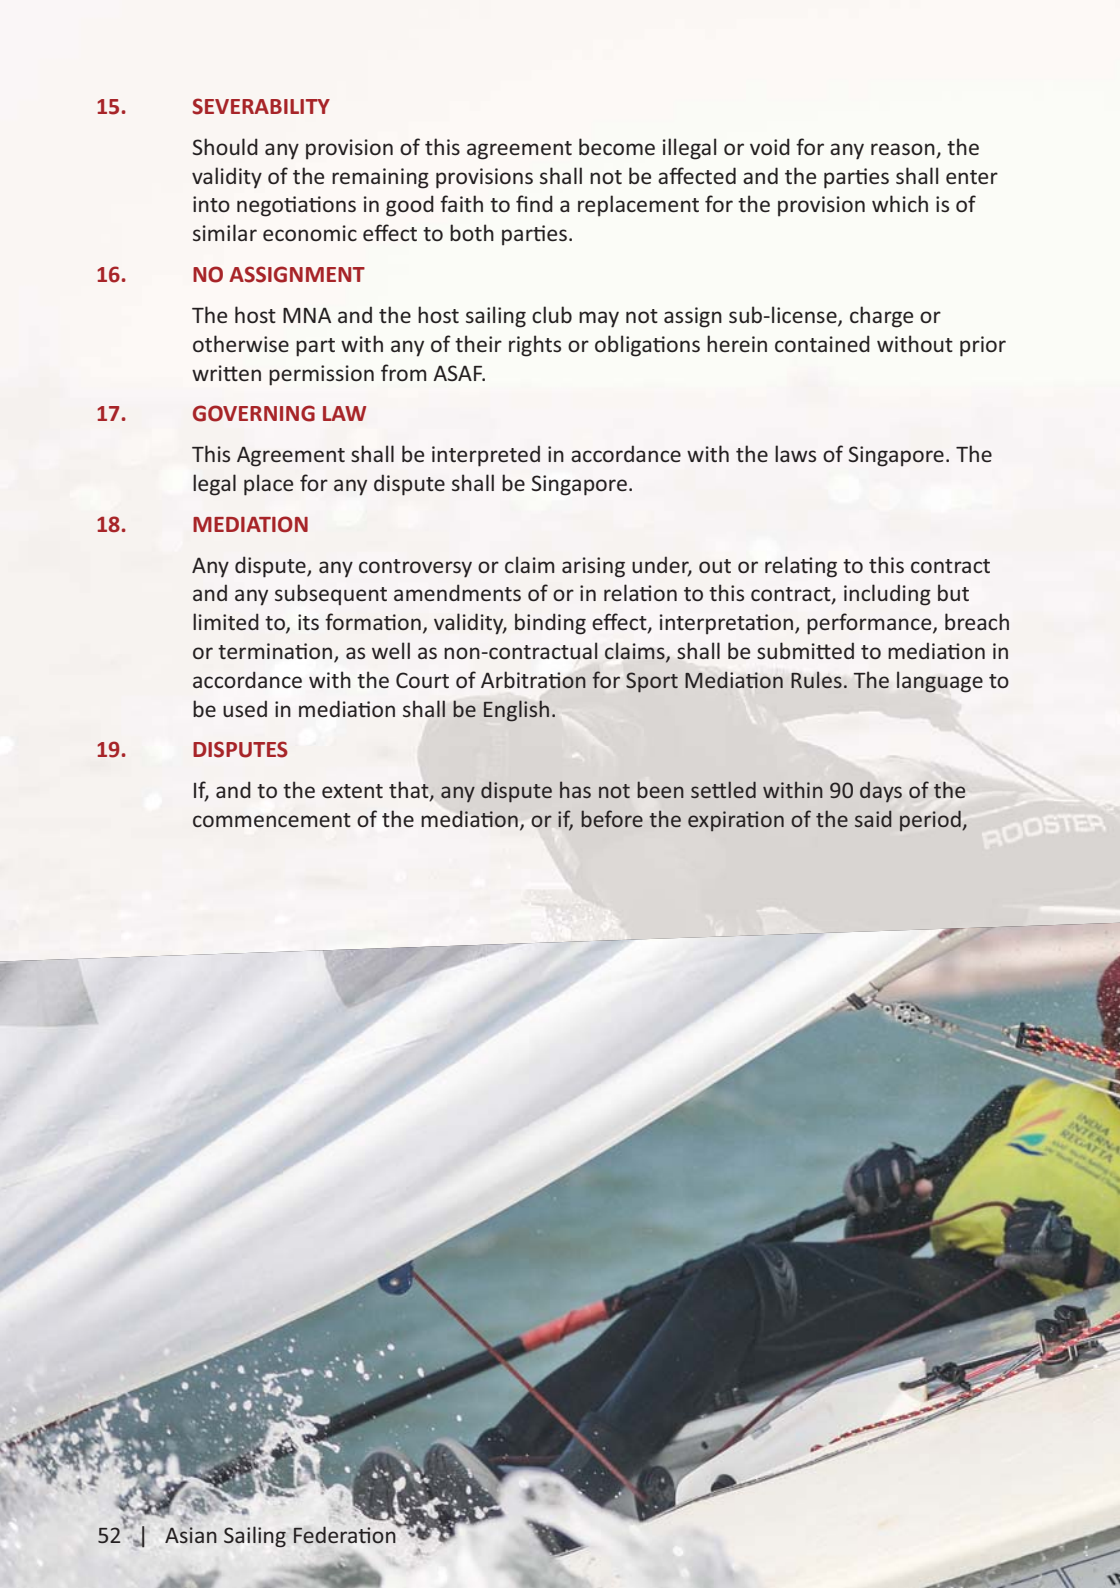 15. SEVERABILITY
Should any provision of this agreement become illegal or void for any reason, the
validity of the remaining provisions shall not be affected and the parties shall enter
into negotiations in good faith to find a replacement for the provision which is of
similar economic effect to both parties.
16. NO ASSIGNMENT
The host MNA and the host sailing club may not assign sub-license, charge or
otherwise part with any of their rights or obligations herein contained without prior
written permission from ASAF.
17. GOVERNING LAW
This Agreement shall be interpreted in accordance with the laws of Singapore. The
legal place for any dispute shall be Singapore.
18. MEDIATION
Any dispute, any controversy or claim arising under, out or relating to this contract
and any subsequent amendments of or in relation to this contract, including but
limited to, its formation, validity, binding effect, interpretation, performance, breach
or termination, as well as non-contractual claims, shall be submitted to mediation in
accordance with the Court of Arbitration for Sport Mediation Rules. The language to
be used in mediation shall be English.
19. DISPUTES
If, and to the extent that, any dispute has not been settled within 90 days of the
commencement of the mediation, or if, before the expiration of the said period,
ROOSTER
INDIA
REGATTA
52 | Asian Sailing Federation